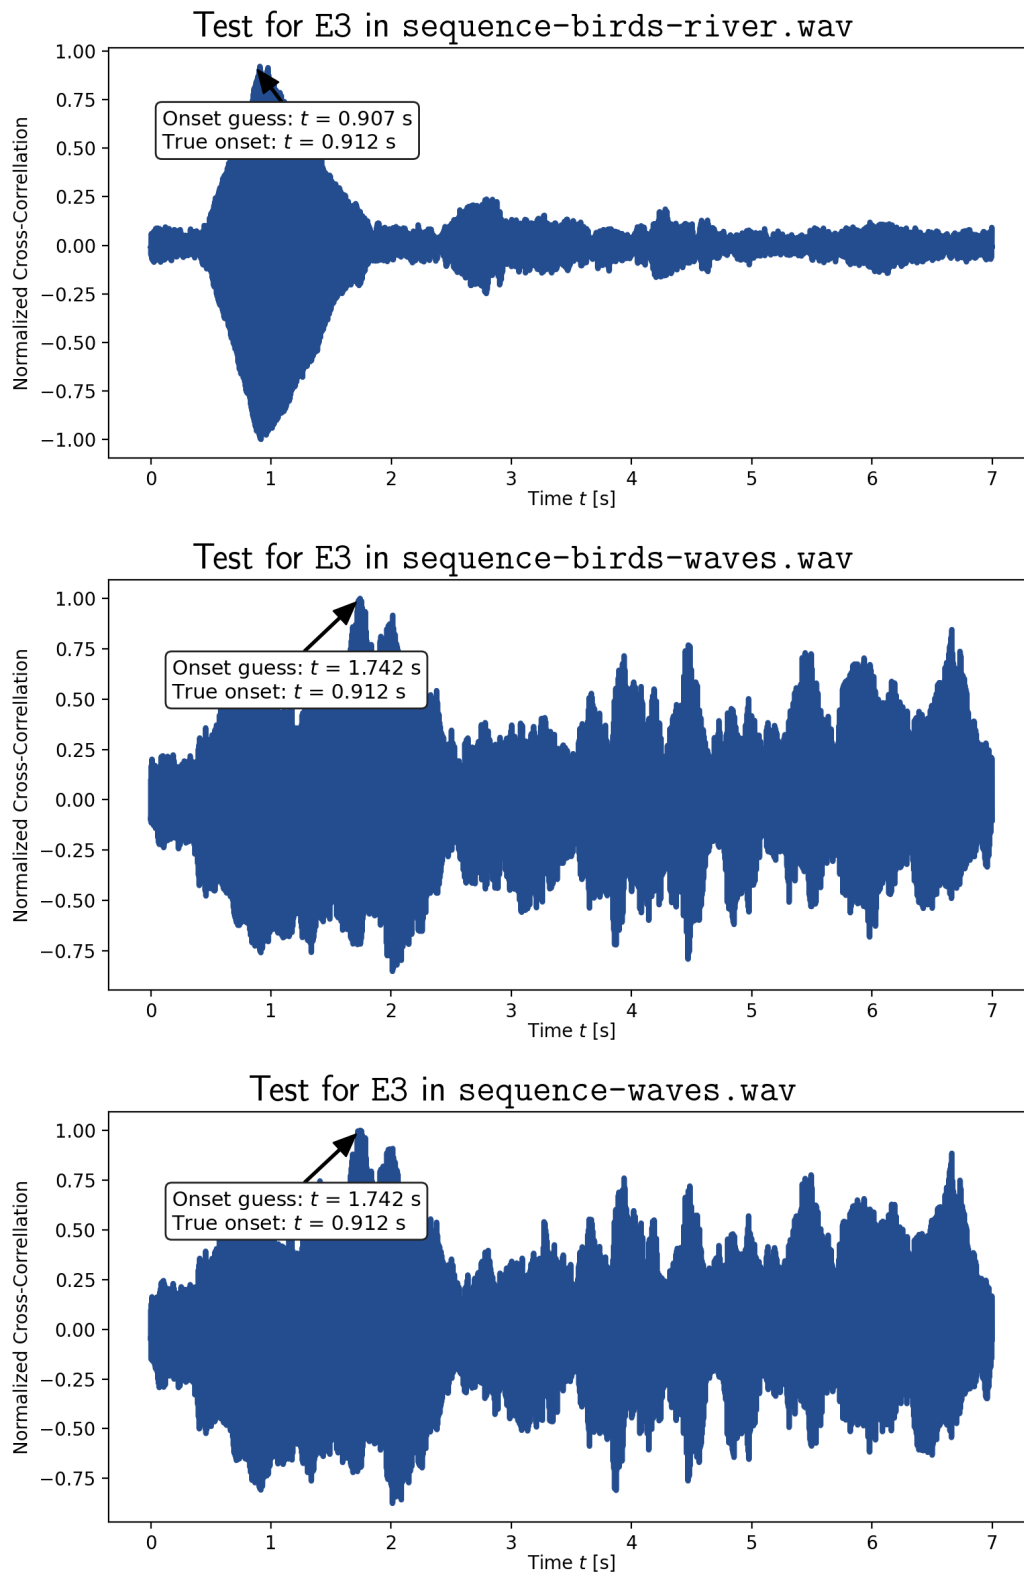 Test for E3 in sequence-birds-river.wav
1.00
0.75
0.50
0.25
0.00
−0.25
−0.50
−0.75
−1.00
Normalized Cross-Correllation
Onset guess: t = 0.907 s
True onset: t = 0.912 s
0 1 2 3 4 5 6 7
Time t [s]
Test for E3 in sequence-birds-waves.wav
1.00
0.75
0.50
0.25
0.00
−0.25
−0.50
−0.75
Normalized Cross-Correllation
Onset guess: t = 1.742 s
True onset: t = 0.912 s
0 1 2 3 4 5 6 7
Time t [s]
Test for E3 in sequence-waves.wav
1.00
0.75
0.50
0.25
0.00
−0.25
−0.50
−0.75
Normalized Cross-Correllation
Onset guess: t = 1.742 s
True onset: t = 0.912 s
0 1 2 3 4 5 6 7
Time t [s]